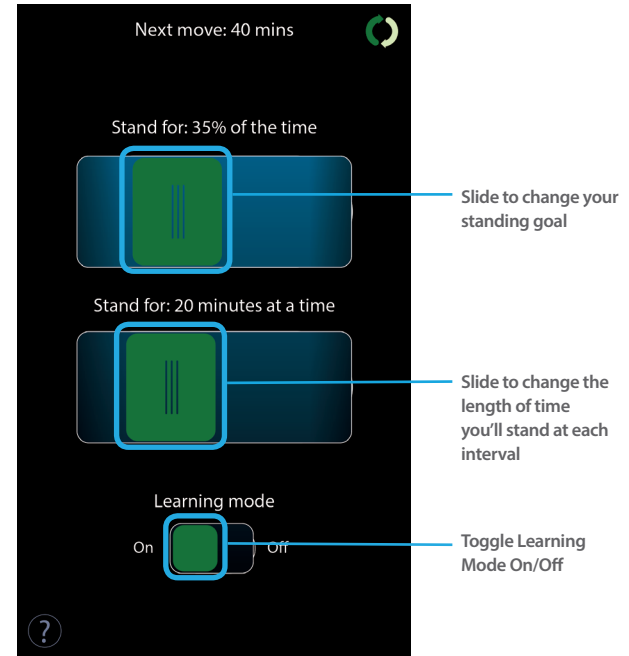 Next move: 40 mins
Stand for: 35% of the time
Slide to change your
standing goal
Stand for: 20 minutes at a time
Slide to change the
length of time
you'll stand at each
interval
Learning mode
On
Off
Toggle Learning
Mode On/Off
?